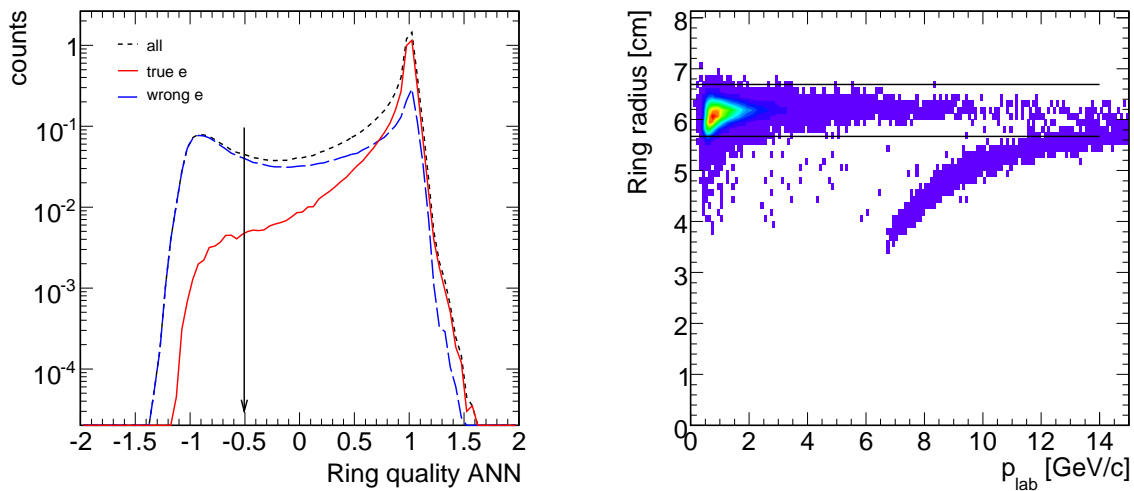 counts
1
10-1
10-2
10-3
10-4
all
true e
wrong e
-2 -1.5 -1 -0.5 0 0.5 1 1.5 2
Ring quality ANN
Ring radius [cm]
8
7
6
5
4
3
2
1
0
0 2 4 6 8 10 12 14
p_lab [GeV/c]